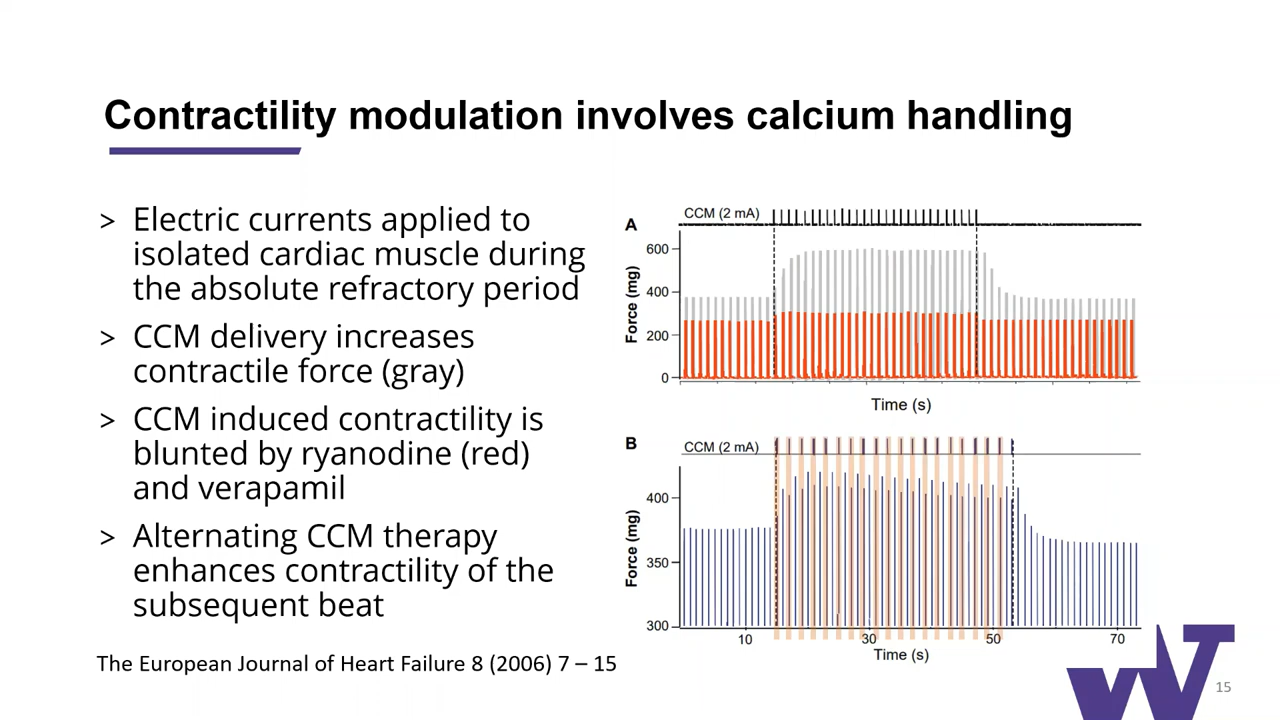 Contractility modulation involves calcium handling
> Electric currents applied to
isolated cardiac muscle during
the absolute refractory period
> CCM delivery increases
contractile force (gray)
> CCM induced contractility is
blunted by ryanodine (red)
and verapamil
> Alternating CCM therapy
enhances contractility of the
subsequent beat
The European Journal of Heart Failure 8 (2006) 7 – 15
CCM (2 mA)
A
600
400
200
0
Force (mg)
Time (s)
B
CCM (2 mA)
400
350
300
Force (mg)
10
30
50
70
Time (s)
W
15